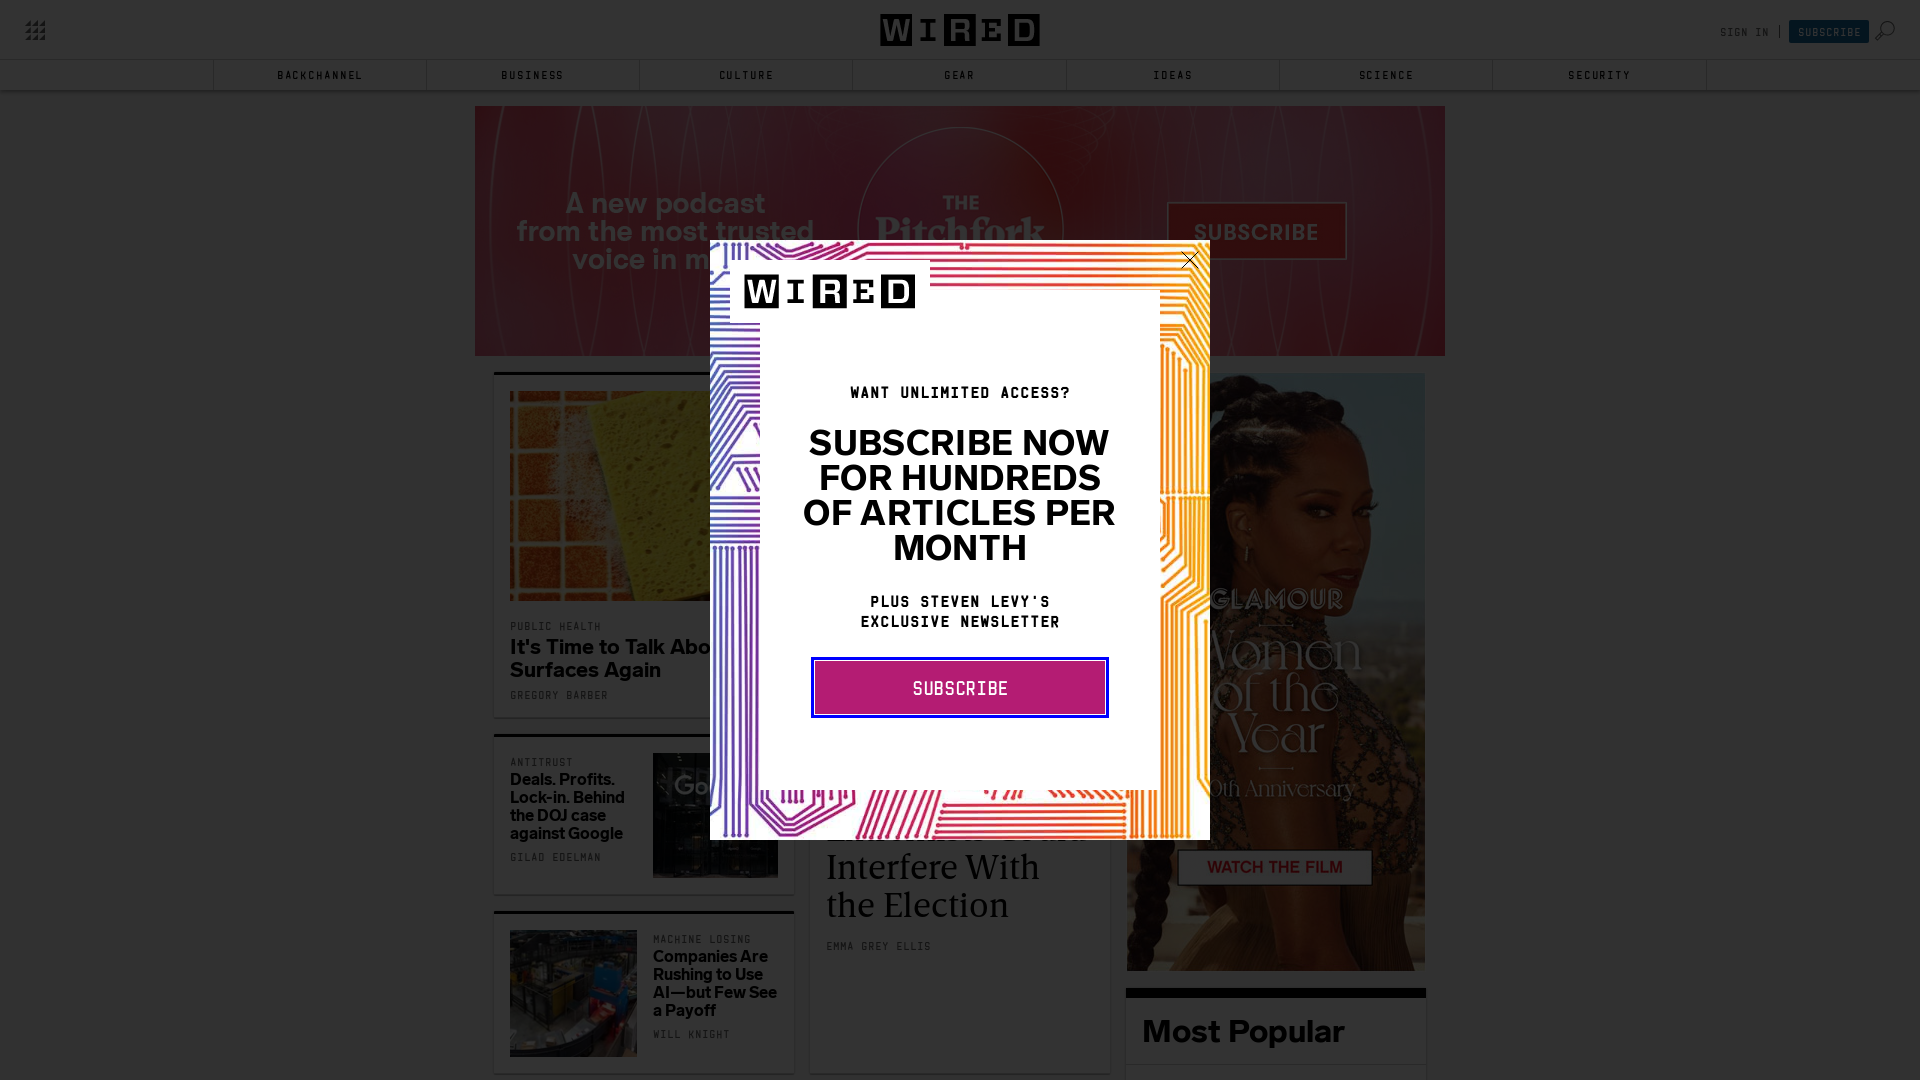 WIRED
SIGN IN
SUBSCRIBE
BACKCHANNEL
BUSINESS
CULTURE
GEAR
IDEAS
SCIENCE
SECURITY
A new podcast
from the most trusted
voice in m
THE
Pitchfork
SUBSCRIBE
WIRED
WANT UNLIMITED ACCESS?
SUBSCRIBE NOW
FOR HUNDREDS
OF ARTICLES PER
MONTH
PLUS STEVEN LEVY'S
EXCLUSIVE NEWSLETTER
SUBSCRIBE
PUBLIC HEALTH
It's Time to Talk Abo
Surfaces Again
GREGORY BARBER
ANTITRUST
Deals. Profits.
Lock-in. Behind
the DOJ case
against Google
GILAD EDELMAN
Go
MACHINE LOSING
Companies Are
Rushing to Use
AI—but Few See
a Payoff
WILL KNIGHT
Interfere With
the Election
EMMA GREY ELLIS
GLAMOUR
Women
of the
Year
0th Anniversary
WATCH THE FILM
Most Popular